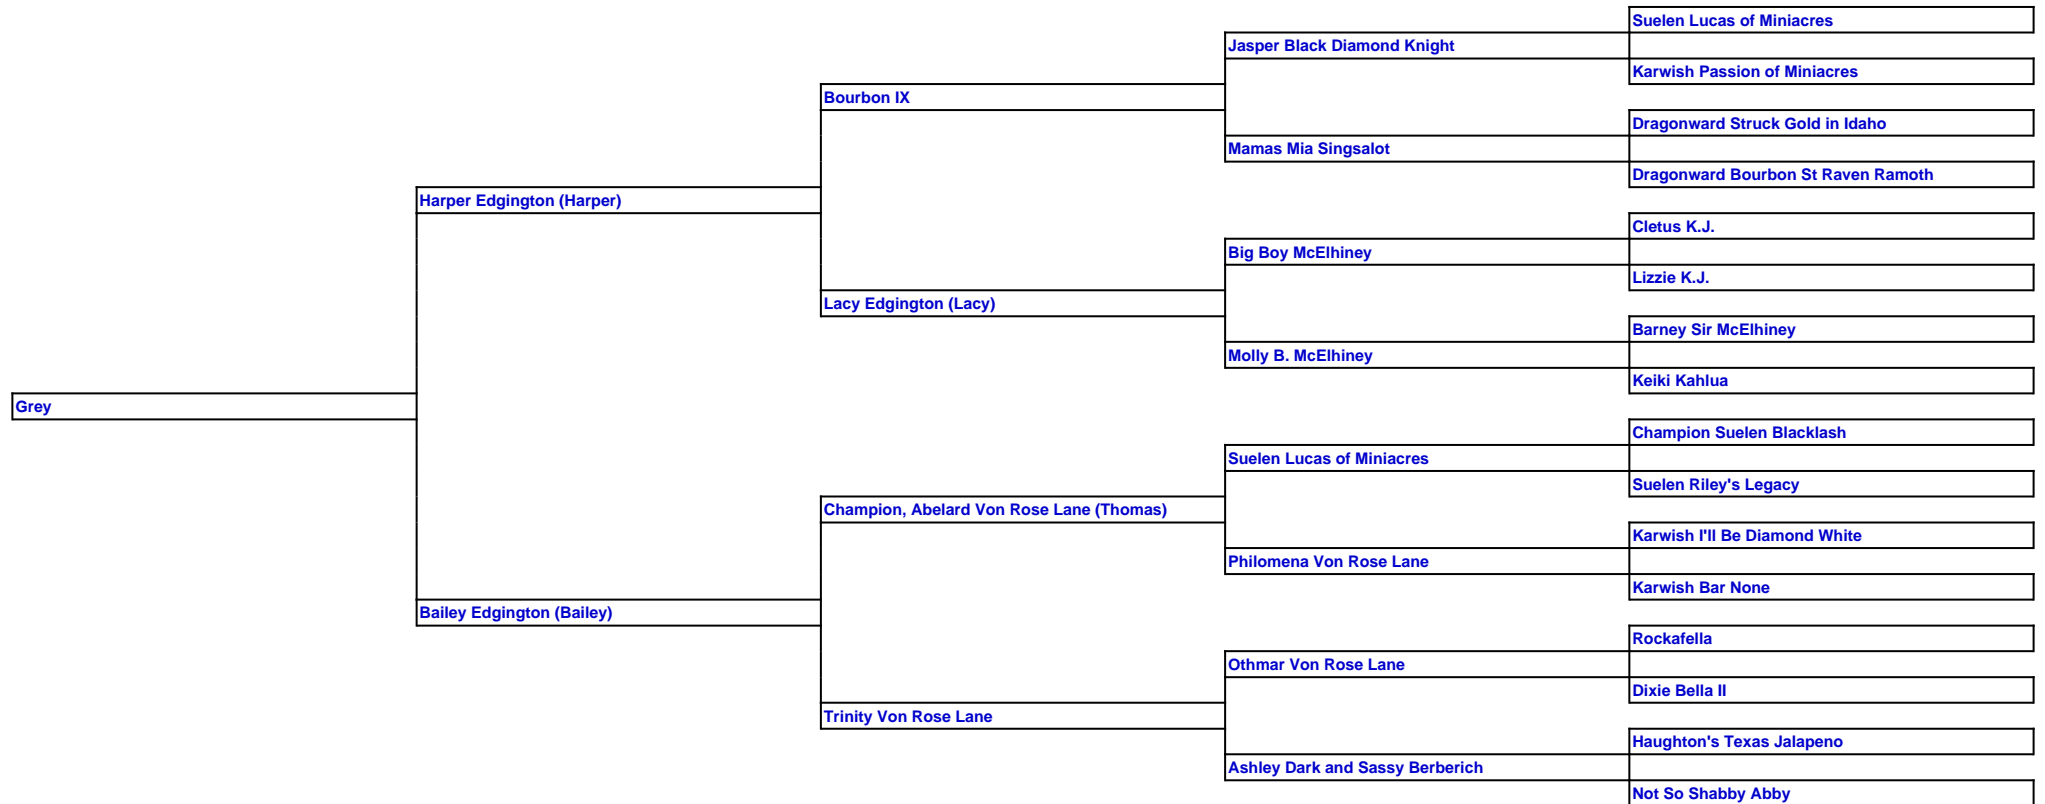 Suelen Lucas of Miniacres
Jasper Black Diamond Knight
Karwish Passion of Miniacres
Bourbon IX
Dragonward Struck Gold in Idaho
Mamas Mia Singsalot
Dragonward Bourbon St Raven Ramoth
Harper Edgington (Harper)
Cletus K.J.
Big Boy McElhiney
Lizzie K.J.
Lacy Edgington (Lacy)
Barney Sir McElhiney
Molly B. McElhiney
Keiki Kahlua
Grey
Champion Suelen Blacklash
Suelen Lucas of Miniacres
Suelen Riley's Legacy
Champion, Abelard Von Rose Lane (Thomas)
Karwish I'll Be Diamond White
Philomena Von Rose Lane
Karwish Bar None
Bailey Edgington (Bailey)
Rockafella
Othmar Von Rose Lane
Dixie Bella II
Trinity Von Rose Lane
Haughton's Texas Jalapeno
Ashley Dark and Sassy Berberich
Not So Shabby Abby